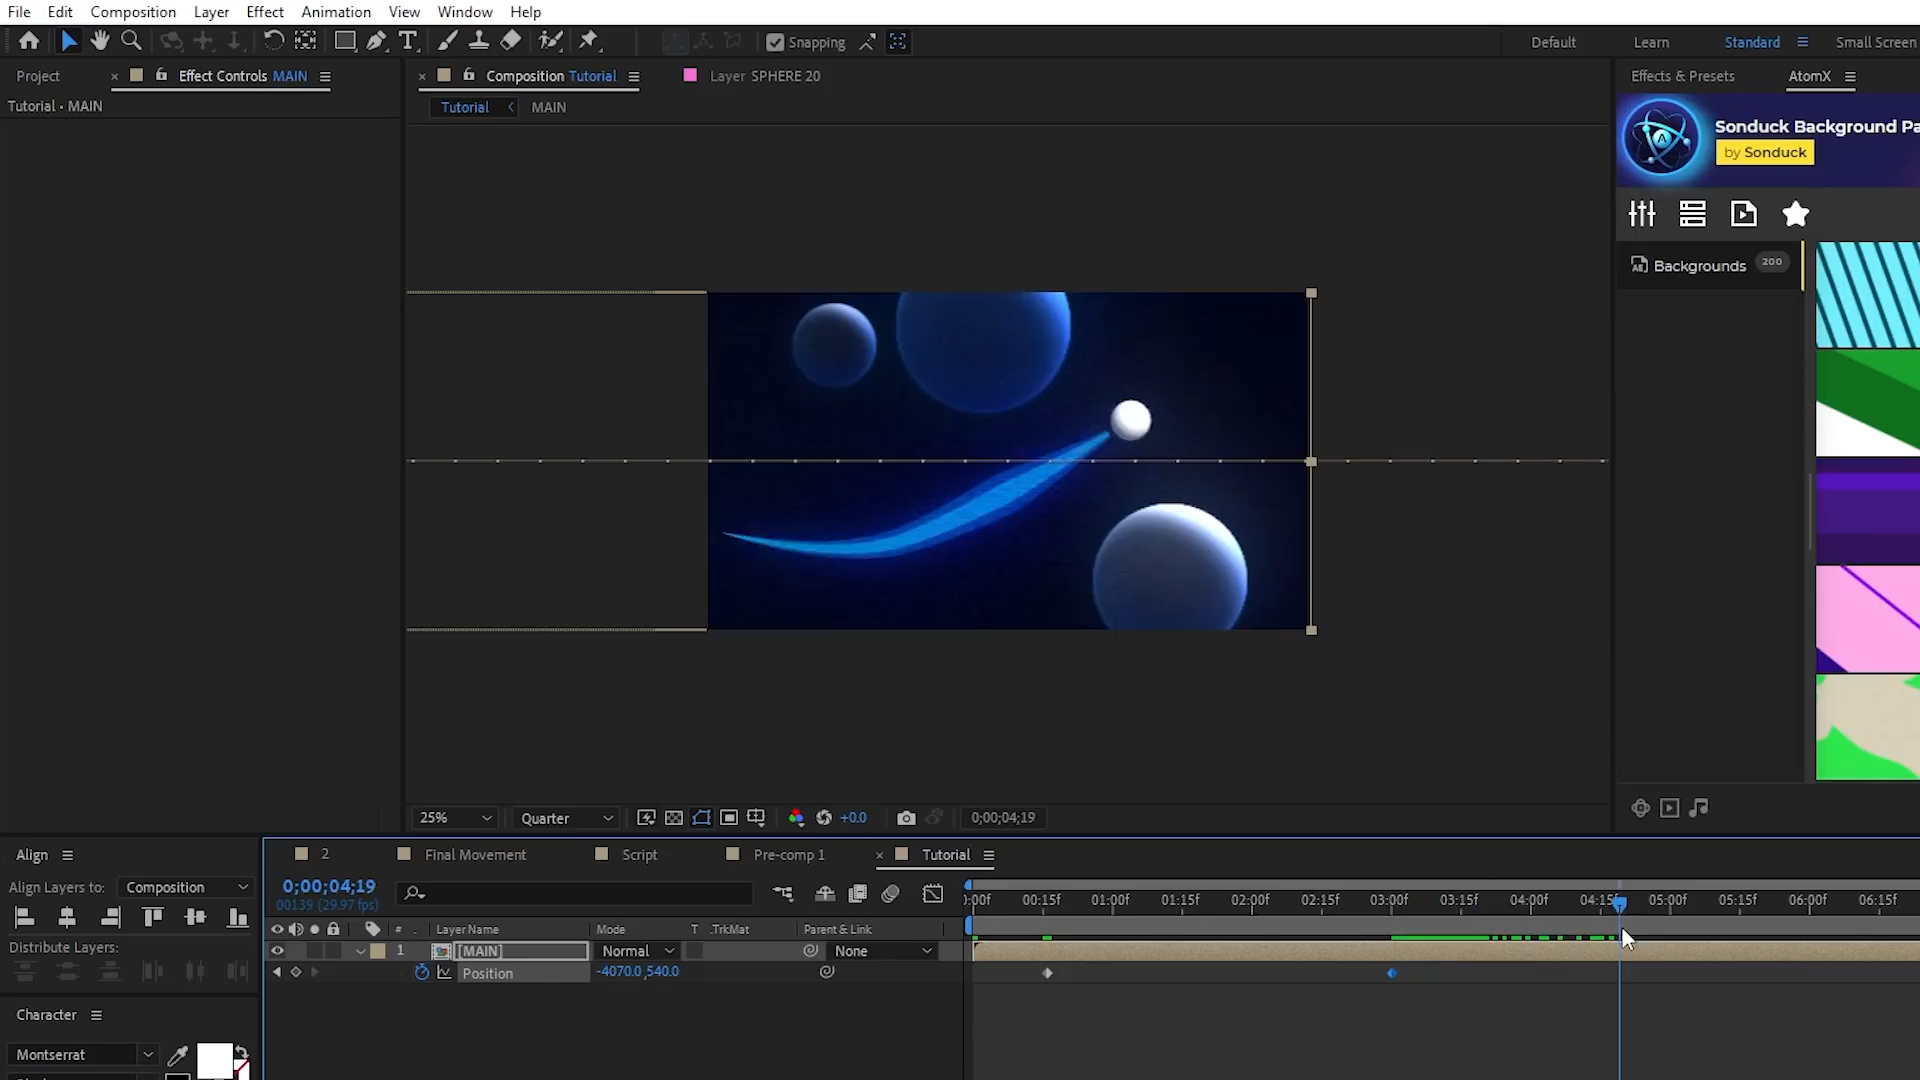 File Edit Composition Layer Effect Animation View Window Help
Snapping Default Learn Standard Small Screen
Project Effect Controls MAIN Composition Tutorial Layer SPHERE 20 Effects & Presets AtomX
Tutorial • MAIN Tutorial MAIN
Sonduck Background Pa
by Sonduck
Backgrounds 200
25% Quarter +0.0 0;00;04;19
Align 2 Final Movement Script Pre-comp 1 Tutorial
Align Layers to: Composition 0;00;04;19
00139 (29.97 fps)
:00f 00:15f 01:00f 01:15f 02:00f 02:15f 03:00f 03:15f 04:00f 04:15f 05:00f 05:15f 06:00f 06:15f
# . Layer Name Mode T .TrkMat Parent & Link
Distribute Layers: 1 [MAIN] Normal None
Position -4070.0,540.0
Character
Montserrat